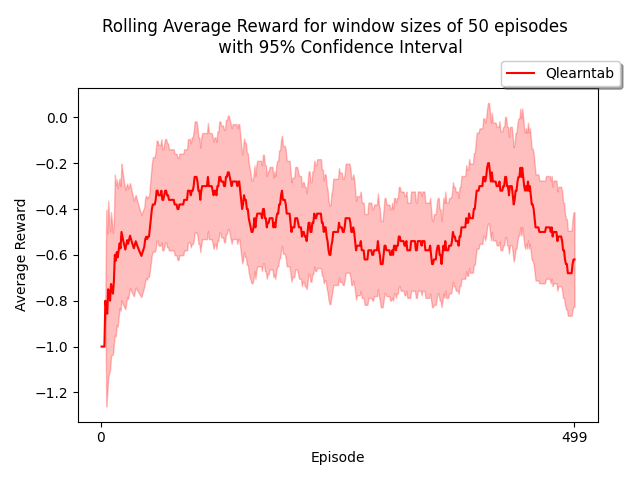 Rolling Average Reward for window sizes of 50 episodes
with 95% Confidence Interval
Qlearntab
0.0
−0.2
−0.4
−0.6
−0.8
−1.0
−1.2
Average Reward
0
499
Episode